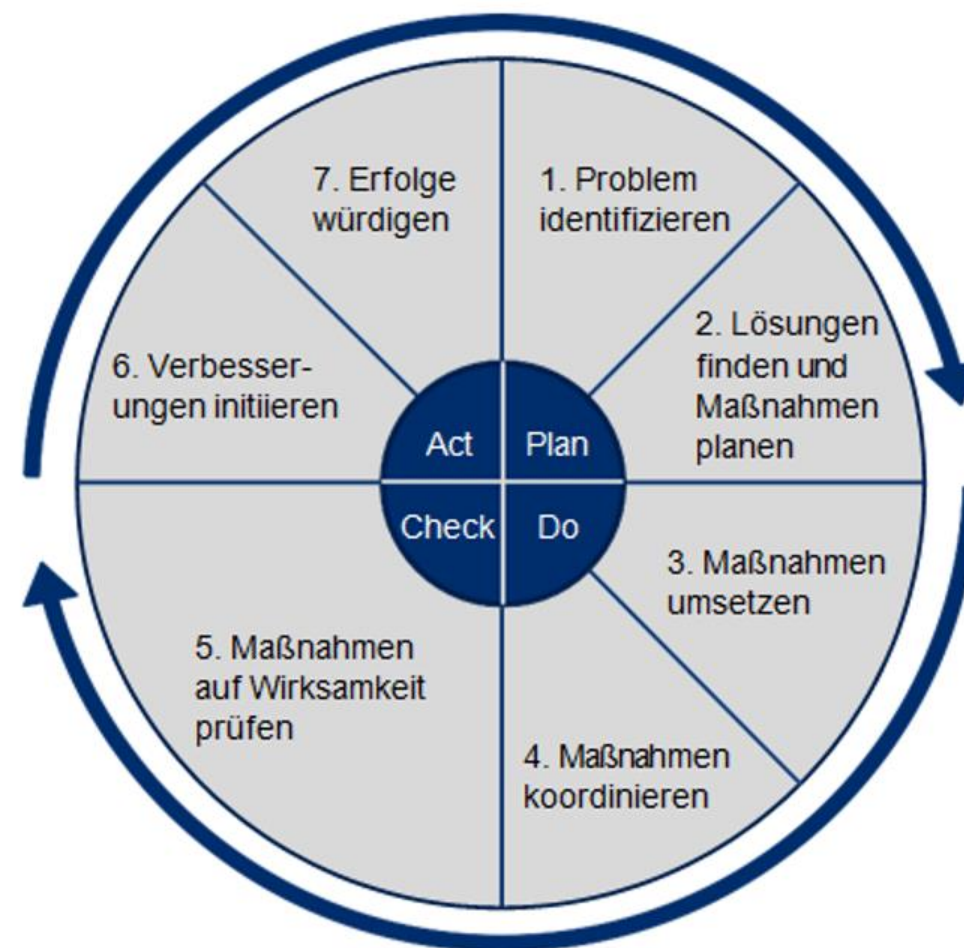 1. Problem
identifizieren
2. Lösungen
finden und
Maßnahmen
planen
3. Maßnahmen
umsetzen
4. Maßnahmen
koordinieren
5. Maßnahmen
auf Wirksamkeit
prüfen
6. Verbesser-
ungen initiieren
7. Erfolge
würdigen
Act
Plan
Check
Do